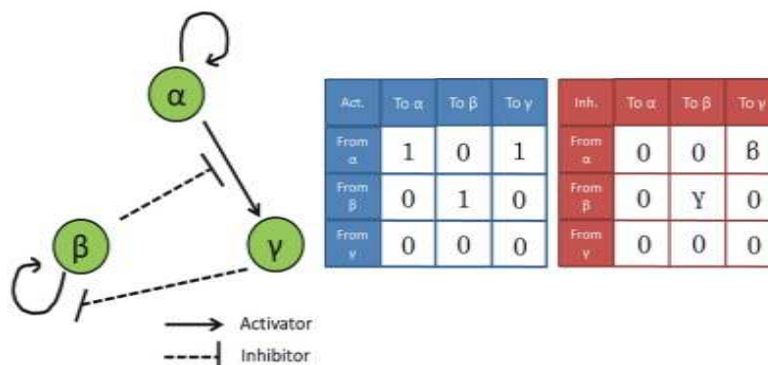 α
β
γ
Activator
Inhibitor
Act. To α To β To γ
From α 1 0 1
From β 0 1 0
From γ 0 0 0
Inh. To α To β To γ
From α 0 0 β
From β 0 γ 0
From γ 0 0 0